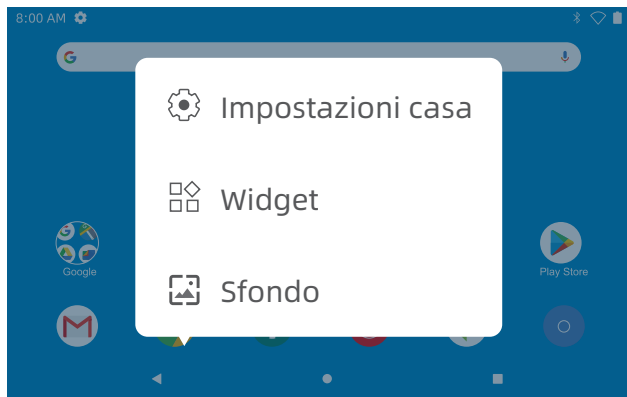 8:00 AM
Impostazioni casa
Widget
Sfondo
Google
Play Store